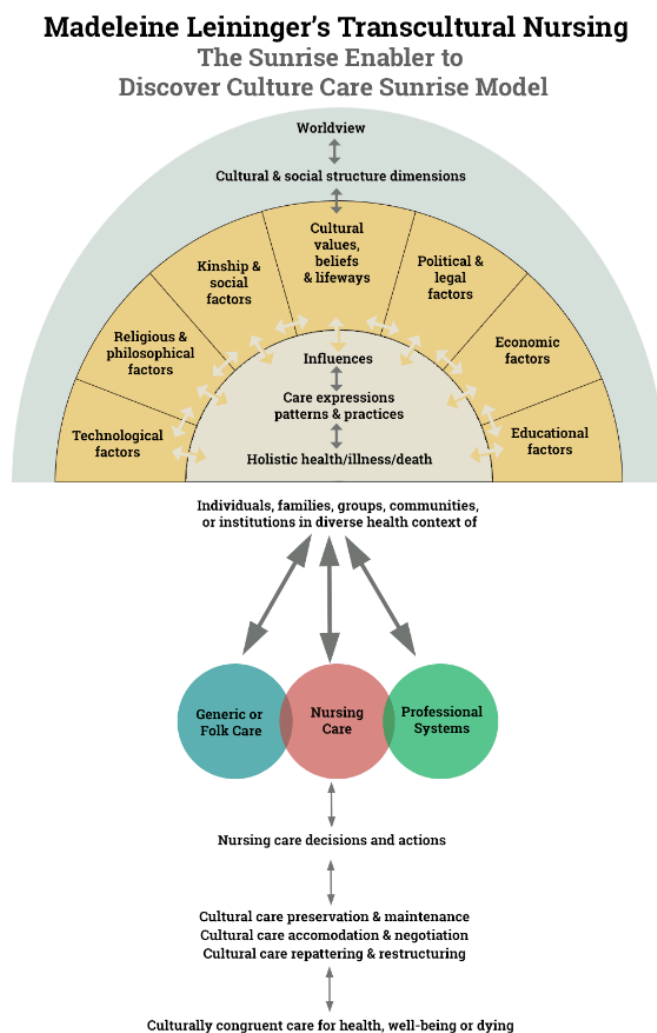 Madeleine Leininger's Transcultural Nursing
The Sunrise Enabler to
Discover Culture Care Sunrise Model
Worldview
Cultural & social structure dimensions
Cultural
values,
beliefs
& lifeways
Kinship &
social
factors
Political &
legal
factors
Religious &
philosophical
factors
Economic
factors
Technological
factors
Educational
factors
Influences
Care expressions
patterns & practices
Holistic health/illness/death
Individuals, families, groups, communities,
or institutions in diverse health context of
Generic or
Folk Care
Nursing
Care
Professional
Systems
Nursing care decisions and actions
Cultural care preservation & maintenance
Cultural care accomodation & negotiation
Cultural care repattering & restructuring
Culturally congruent care for health, well-being or dying